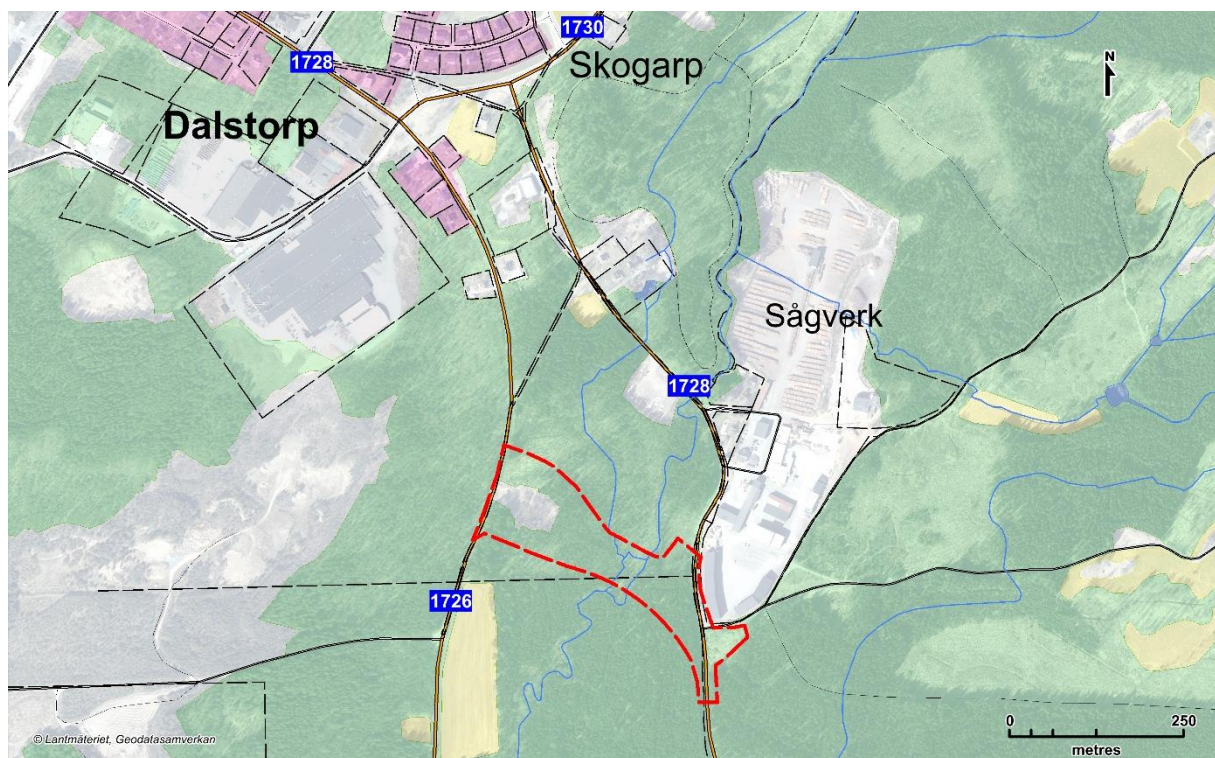 1730
1728
Skogarp
N
Dalstorp
Sågverk
1728
1726
0 250
metres
© Lantmäteriet, Geodatasamverkan